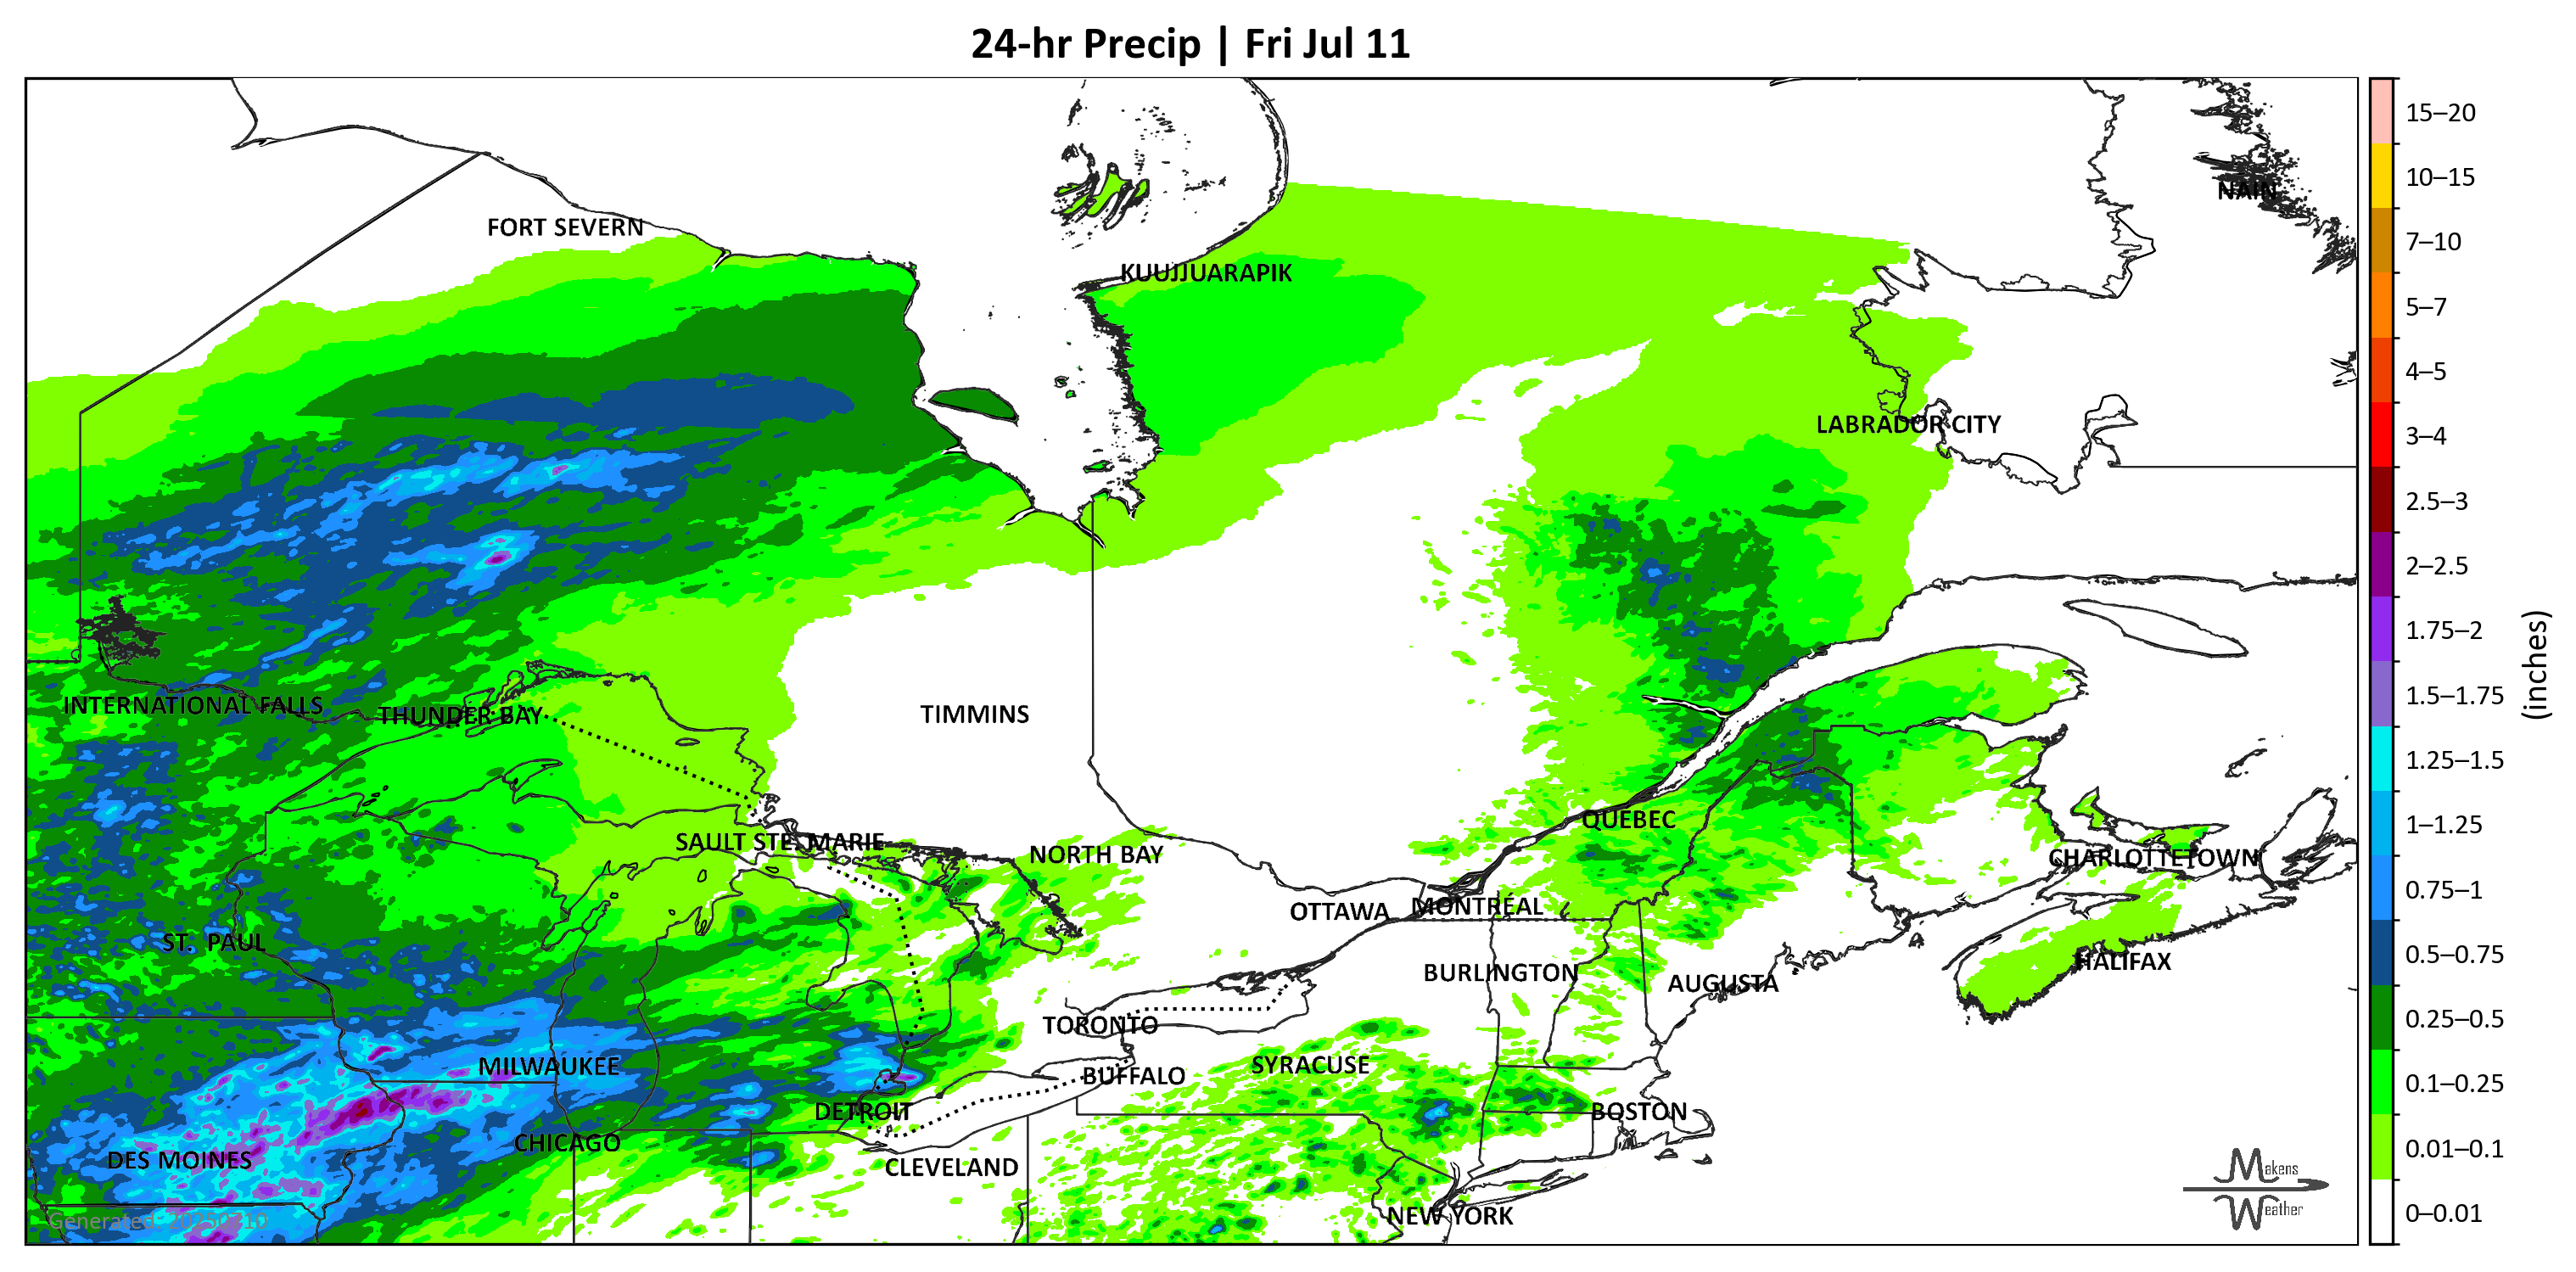 24-hr Precip | Fri Jul 11
NAIN
FORT SEVERN
KUUJJUARAPIK
LABRADOR CITY
INTERNATIONAL FALLS
THUNDER BAY
TIMMINS
QUEBEC
SAULT STE. MARIE
NORTH BAY
CHARLOTTETOWN
OTTAWA
MONTRÉAL
ST. PAUL
HALIFAX
BURLINGTON
AUGUSTA
TORONTO
SYRACUSE
MILWAUKEE
BUFFALO
DETROIT
BOSTON
CHICAGO
DES MOINES
CLEVELAND
NEW YORK
Generated: 20250710
Makens
Weather
15–20
10–15
7–10
5–7
4–5
3–4
2.5–3
2–2.5
1.75–2
1.5–1.75
1.25–1.5
1–1.25
0.75–1
0.5–0.75
0.25–0.5
0.1–0.25
0.01–0.1
0–0.01
(inches)